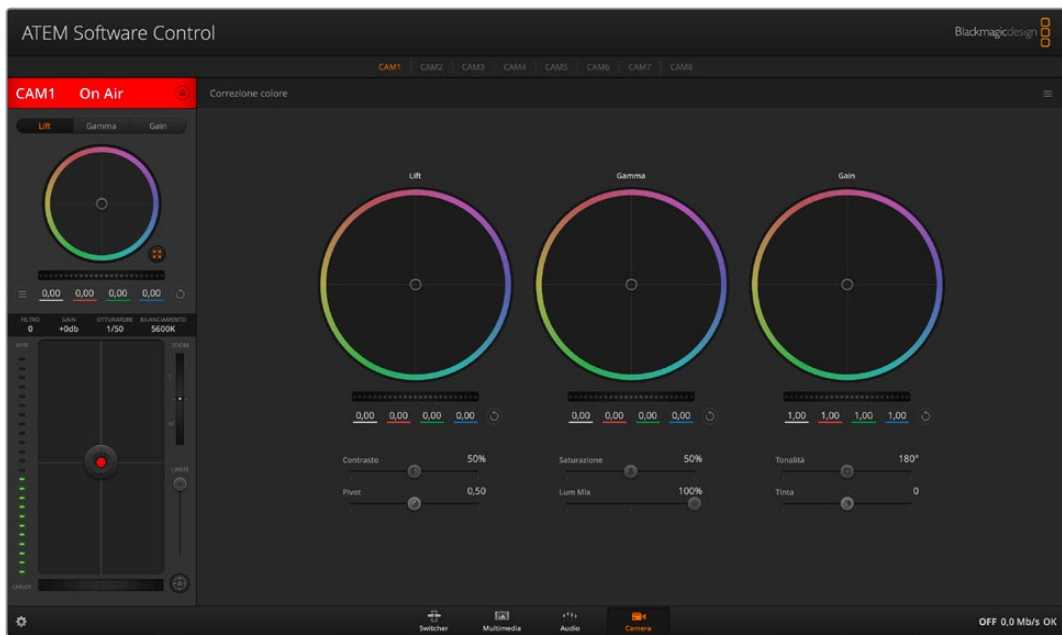 ATEM Software Control
Blackmagicdesign
CAM1 CAM2 CAM3 CAM4 CAM5 CAM6 CAM7 CAM8
CAM1 On Air
Correzione colore
Lift Gamma Gain
Lift Gamma Gain
0,00 0,00 0,00 0,00
FILTRO GAIN OTTURATORE BILANCIAMENTO
0 +0db 1/50 5600K
APRI ZOOM
T
W
LIMITE
CHIUDI
0,00 0,00 0,00 0,00
0,00 0,00 0,00 0,00
1,00 1,00 1,00 1,00
Contrasto 50%
Saturazione 50%
Tonalità 180°
Pivot 0,50
Lum Mix 100%
Tinta 0
Switcher Multimedia Audio Camera
OFF 0,0 Mb/s OK